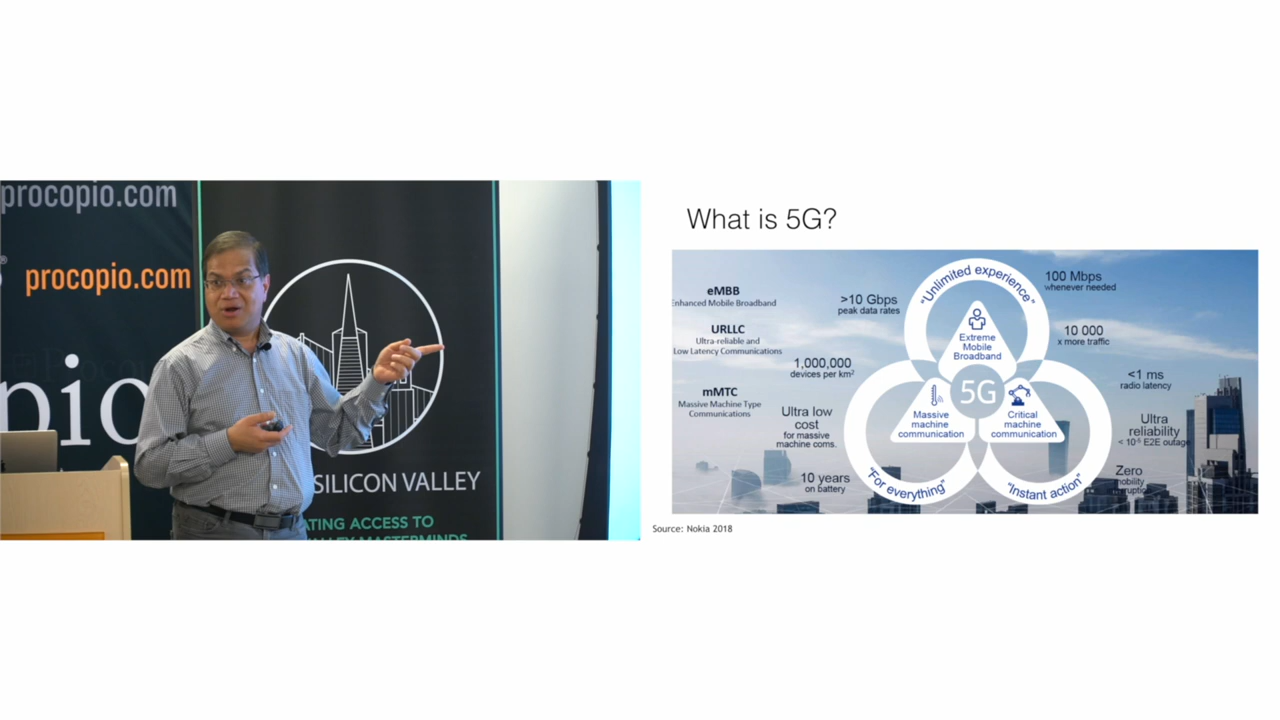 procopio.com
procopio.com
pio
SILICON VALLEY
ATING ACCESS TO
What is 5G?
eMBB
Enhanced Mobile Broadband
URLLC
Ultra-reliable and
Low Latency Communications
mMTC
Massive Machine Type
Communications
>10 Gbps
peak data rates
1,000,000
devices per km²
Ultra low
cost
for massive
machine coms.
10 years
on battery
"Unlimited experience"
Extreme
Mobile
Broadband
5G
Massive
machine
communication
Critical
machine
communication
"For everything"
"Instant action"
100 Mbps
whenever needed
10 000
x more traffic
<1 ms
radio latency
Ultra
reliability
< 10⁻⁵ E2E outage
Zero
mobility
Source: Nokia 2018